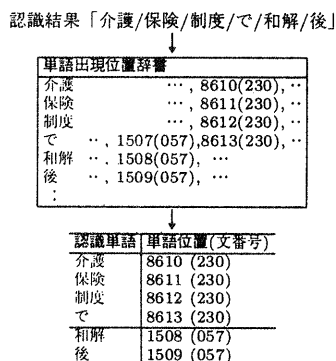 認識結果「介護/保険/制度/で/和解/後」
単語出現位置辞書
介護 ‥, 8610(230), ‥
保険 ‥, 8611(230), ‥
制度 ‥, 8612(230), ‥
で ‥, 1507(057),8613(230), ‥
和解 ‥, 1508(057), ‥
後 ‥, 1509(057), ‥
:
認識単語 単語位置(文番号)
介護 8610 (230)
保険 8611 (230)
制度 8612 (230)
で 8613 (230)
和解 1508 (057)
後 1509 (057)